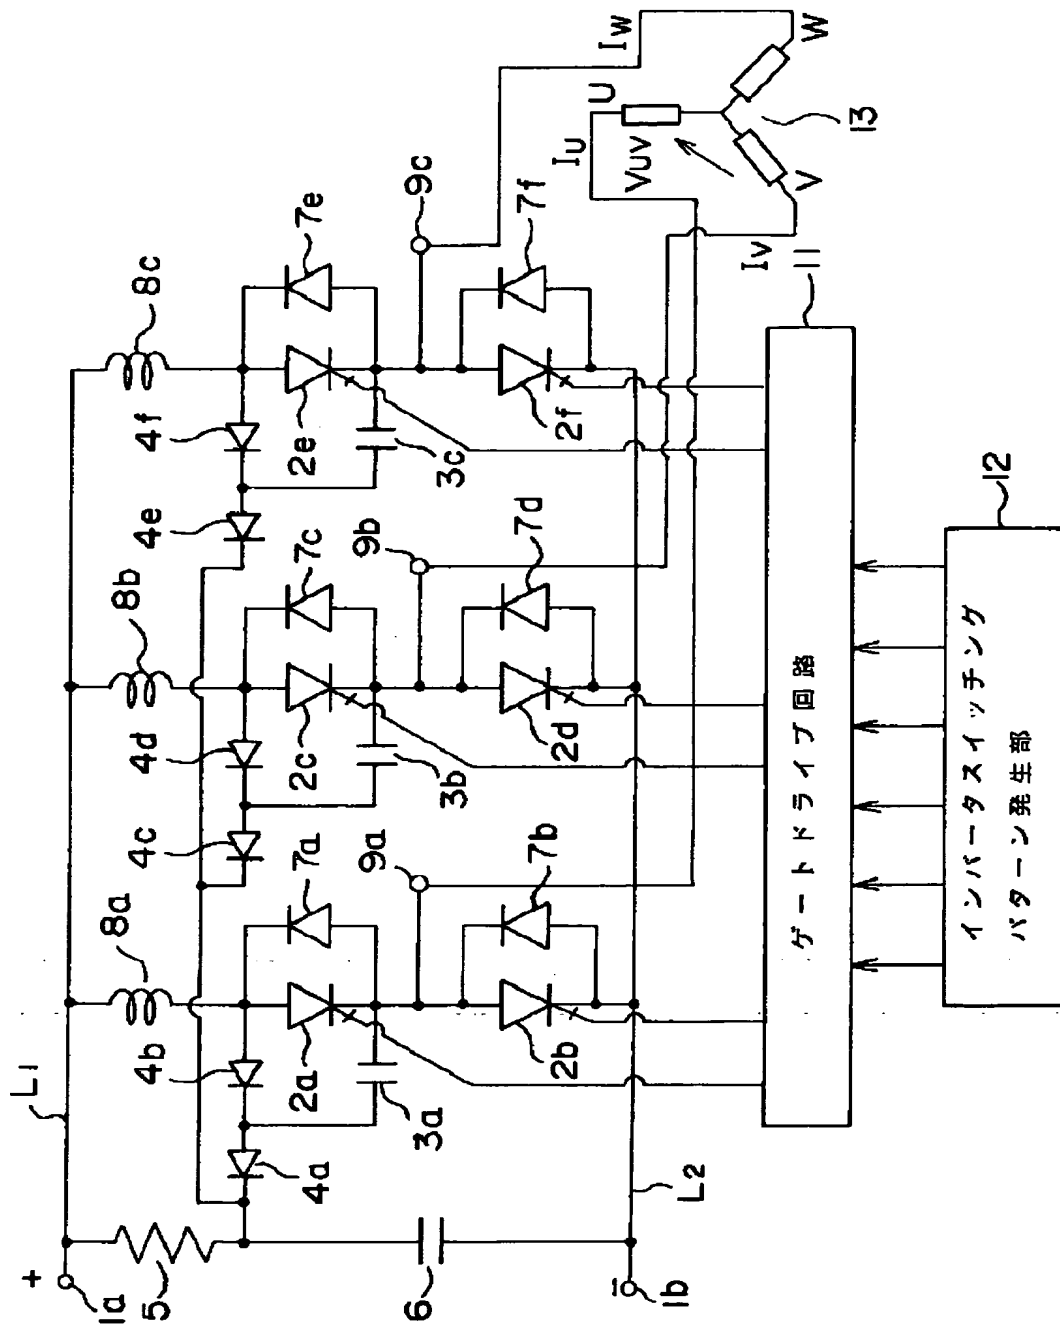 L1
+
1a
5
6
1b
−
L2
8a
8b
8c
4a
4b
4c
4d
4e
4f
2a
2c
2e
7a
7c
7e
3a
3b
3c
9a
9b
9c
2b
2d
2f
7b
7d
7f
IU
IV
IW
U
V
W
VUV
13
11
ゲートドライブ回路
12
インバータスイッチング
パターン発生部